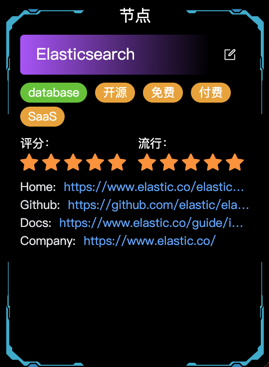 节点
Elasticsearch
database 开源 免费 付费
SaaS
评分: 流行:
Home: https://www.elastic.co/elastic...
Github: https://github.com/elastic/ela...
Docs: https://www.elastic.co/guide/i...
Company: https://www.elastic.co/